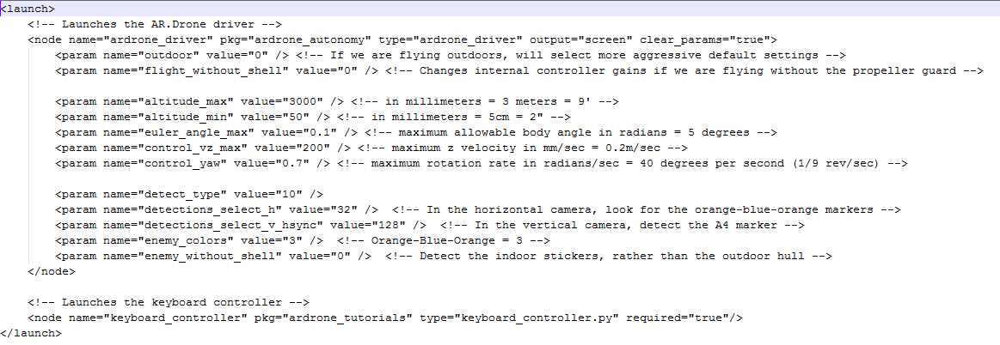 <launch>
<!-- Launches the AR.Drone driver -->
<node name="ardrone_driver" pkg="ardrone_autonomy" type="ardrone_driver" output="screen" clear_params="true">
<param name="outdoor" value="0" /> <!-- If we are flying outdoors, will select more aggressive default settings -->
<param name="flight_without_shell" value="0" /> <!-- Changes internal controller gains if we are flying without the propeller guard -->
<param name="altitude_max" value="3000" /> <!-- in millimeters = 3 meters = 9' -->
<param name="altitude_min" value="50" /> <!-- in millimeters = 5cm = 2" -->
<param name="euler_angle_max" value="0.1" /> <!-- maximum allowable body angle in radians = 5 degrees -->
<param name="control_vz_max" value="200" /> <!-- maximum z velocity in mm/sec = 0.2m/sec -->
<param name="control_yaw" value="0.7" /> <!-- maximum rotation rate in radians/sec = 40 degrees per second (1/9 rev/sec) -->
<param name="detect_type" value="10" />
<param name="detections_select_h" value="32" />  <!-- In the horizontal camera, look for the orange-blue-orange markers -->
<param name="detections_select_v_hsync" value="128" />  <!-- In the vertical camera, detect the A4 marker -->
<param name="enemy_colors" value="3" />  <!-- Orange-Blue-Orange = 3 -->
<param name="enemy_without_shell" value="0" />  <!-- Detect the indoor stickers, rather than the outdoor hull -->
</node>
<!-- Launches the keyboard controller -->
<node name="keyboard_controller" pkg="ardrone_tutorials" type="keyboard_controller.py" required="true"/>
</launch>